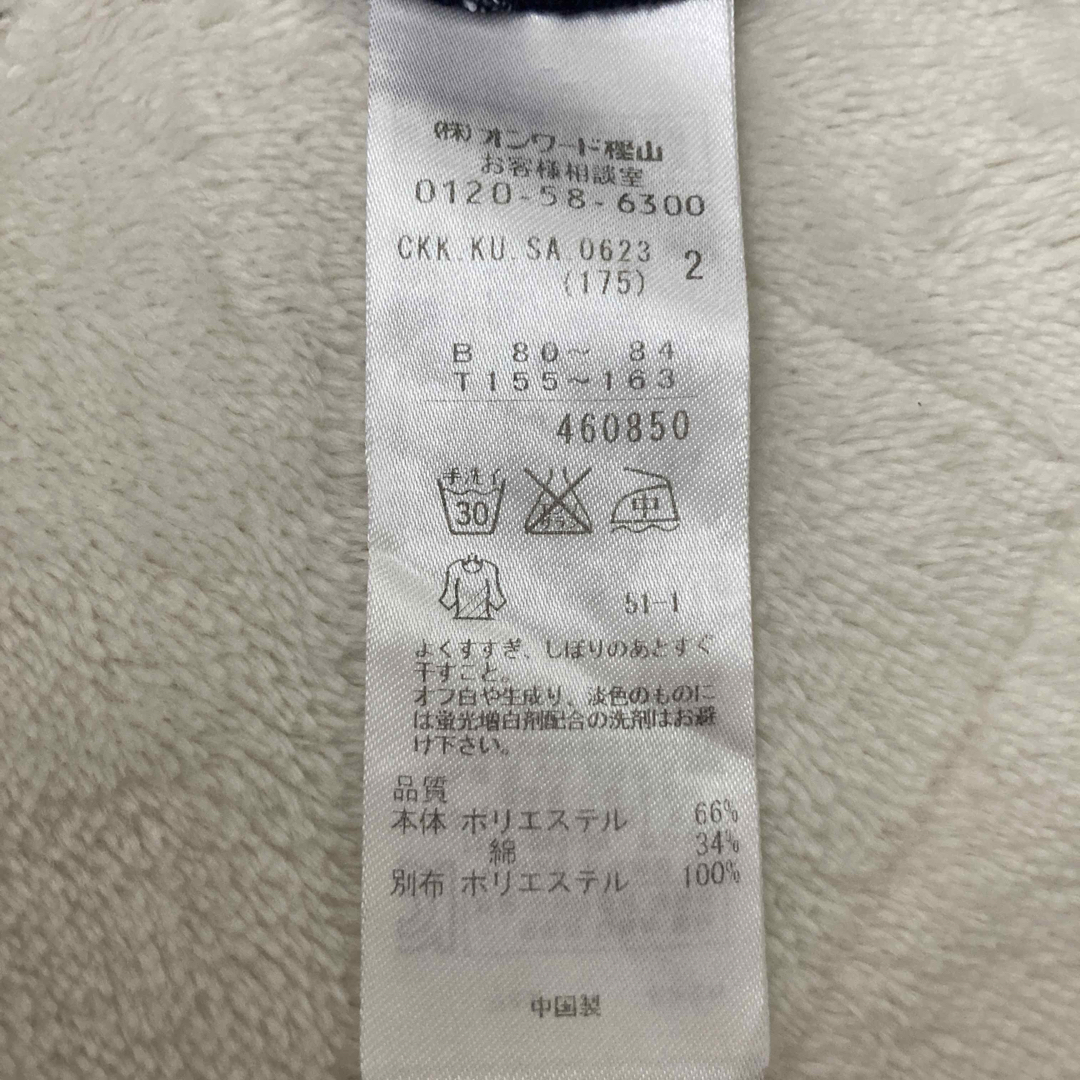 (株)オンワード樫山
お客様相談室
0120-58-6300
CKK.KU.SA.0623 2
(175)
B 80～ 84
T155～163
460850
手洗イ
30
中
51-1
よくすすぎ、しぼりのあとすぐ
干すこと。
オフ白や生成り、淡色のものに
は蛍光増白剤配合の洗剤はお避
け下さい。
品質
本体 ポリエステル 66%
綿 34%
別布 ポリエステル 100%
中国製